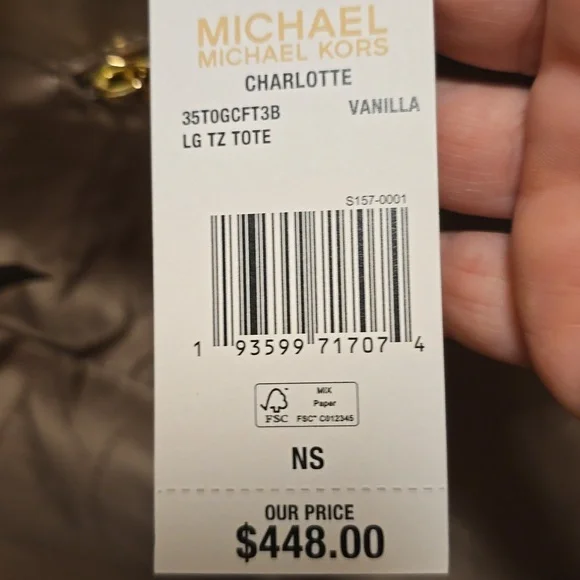 MICHAEL
MICHAEL KORS
CHARLOTTE
35T0GCFT3B VANILLA
LG TZ TOTE
S157-0001
1 93599 71707 4
FSC
MIX
Paper
FSC™ C012345
NS
OUR PRICE
$448.00